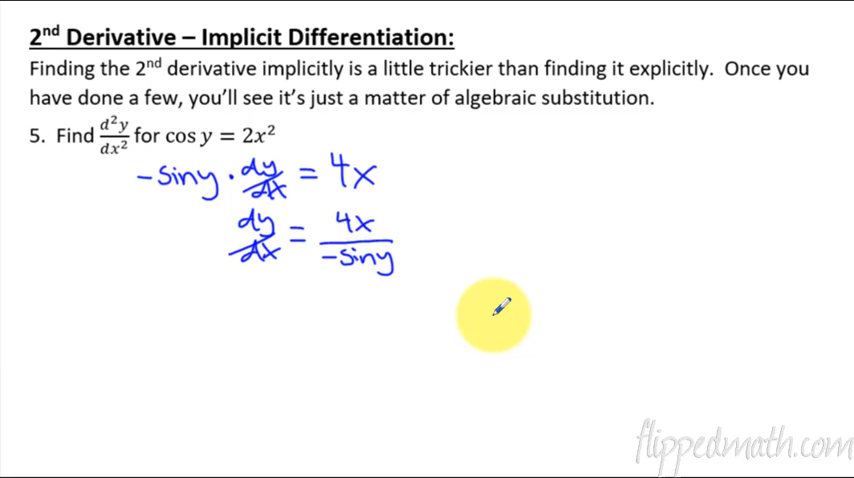 2nd Derivative – Implicit Differentiation:
Finding the 2nd derivative implicitly is a little trickier than finding it explicitly. Once you
have done a few, you'll see it's just a matter of algebraic substitution.
5. Find d²y/dx² for cos y = 2x²
-siny · dy/dx = 4x
dy/dx = 4x/-siny
flippedmath.com